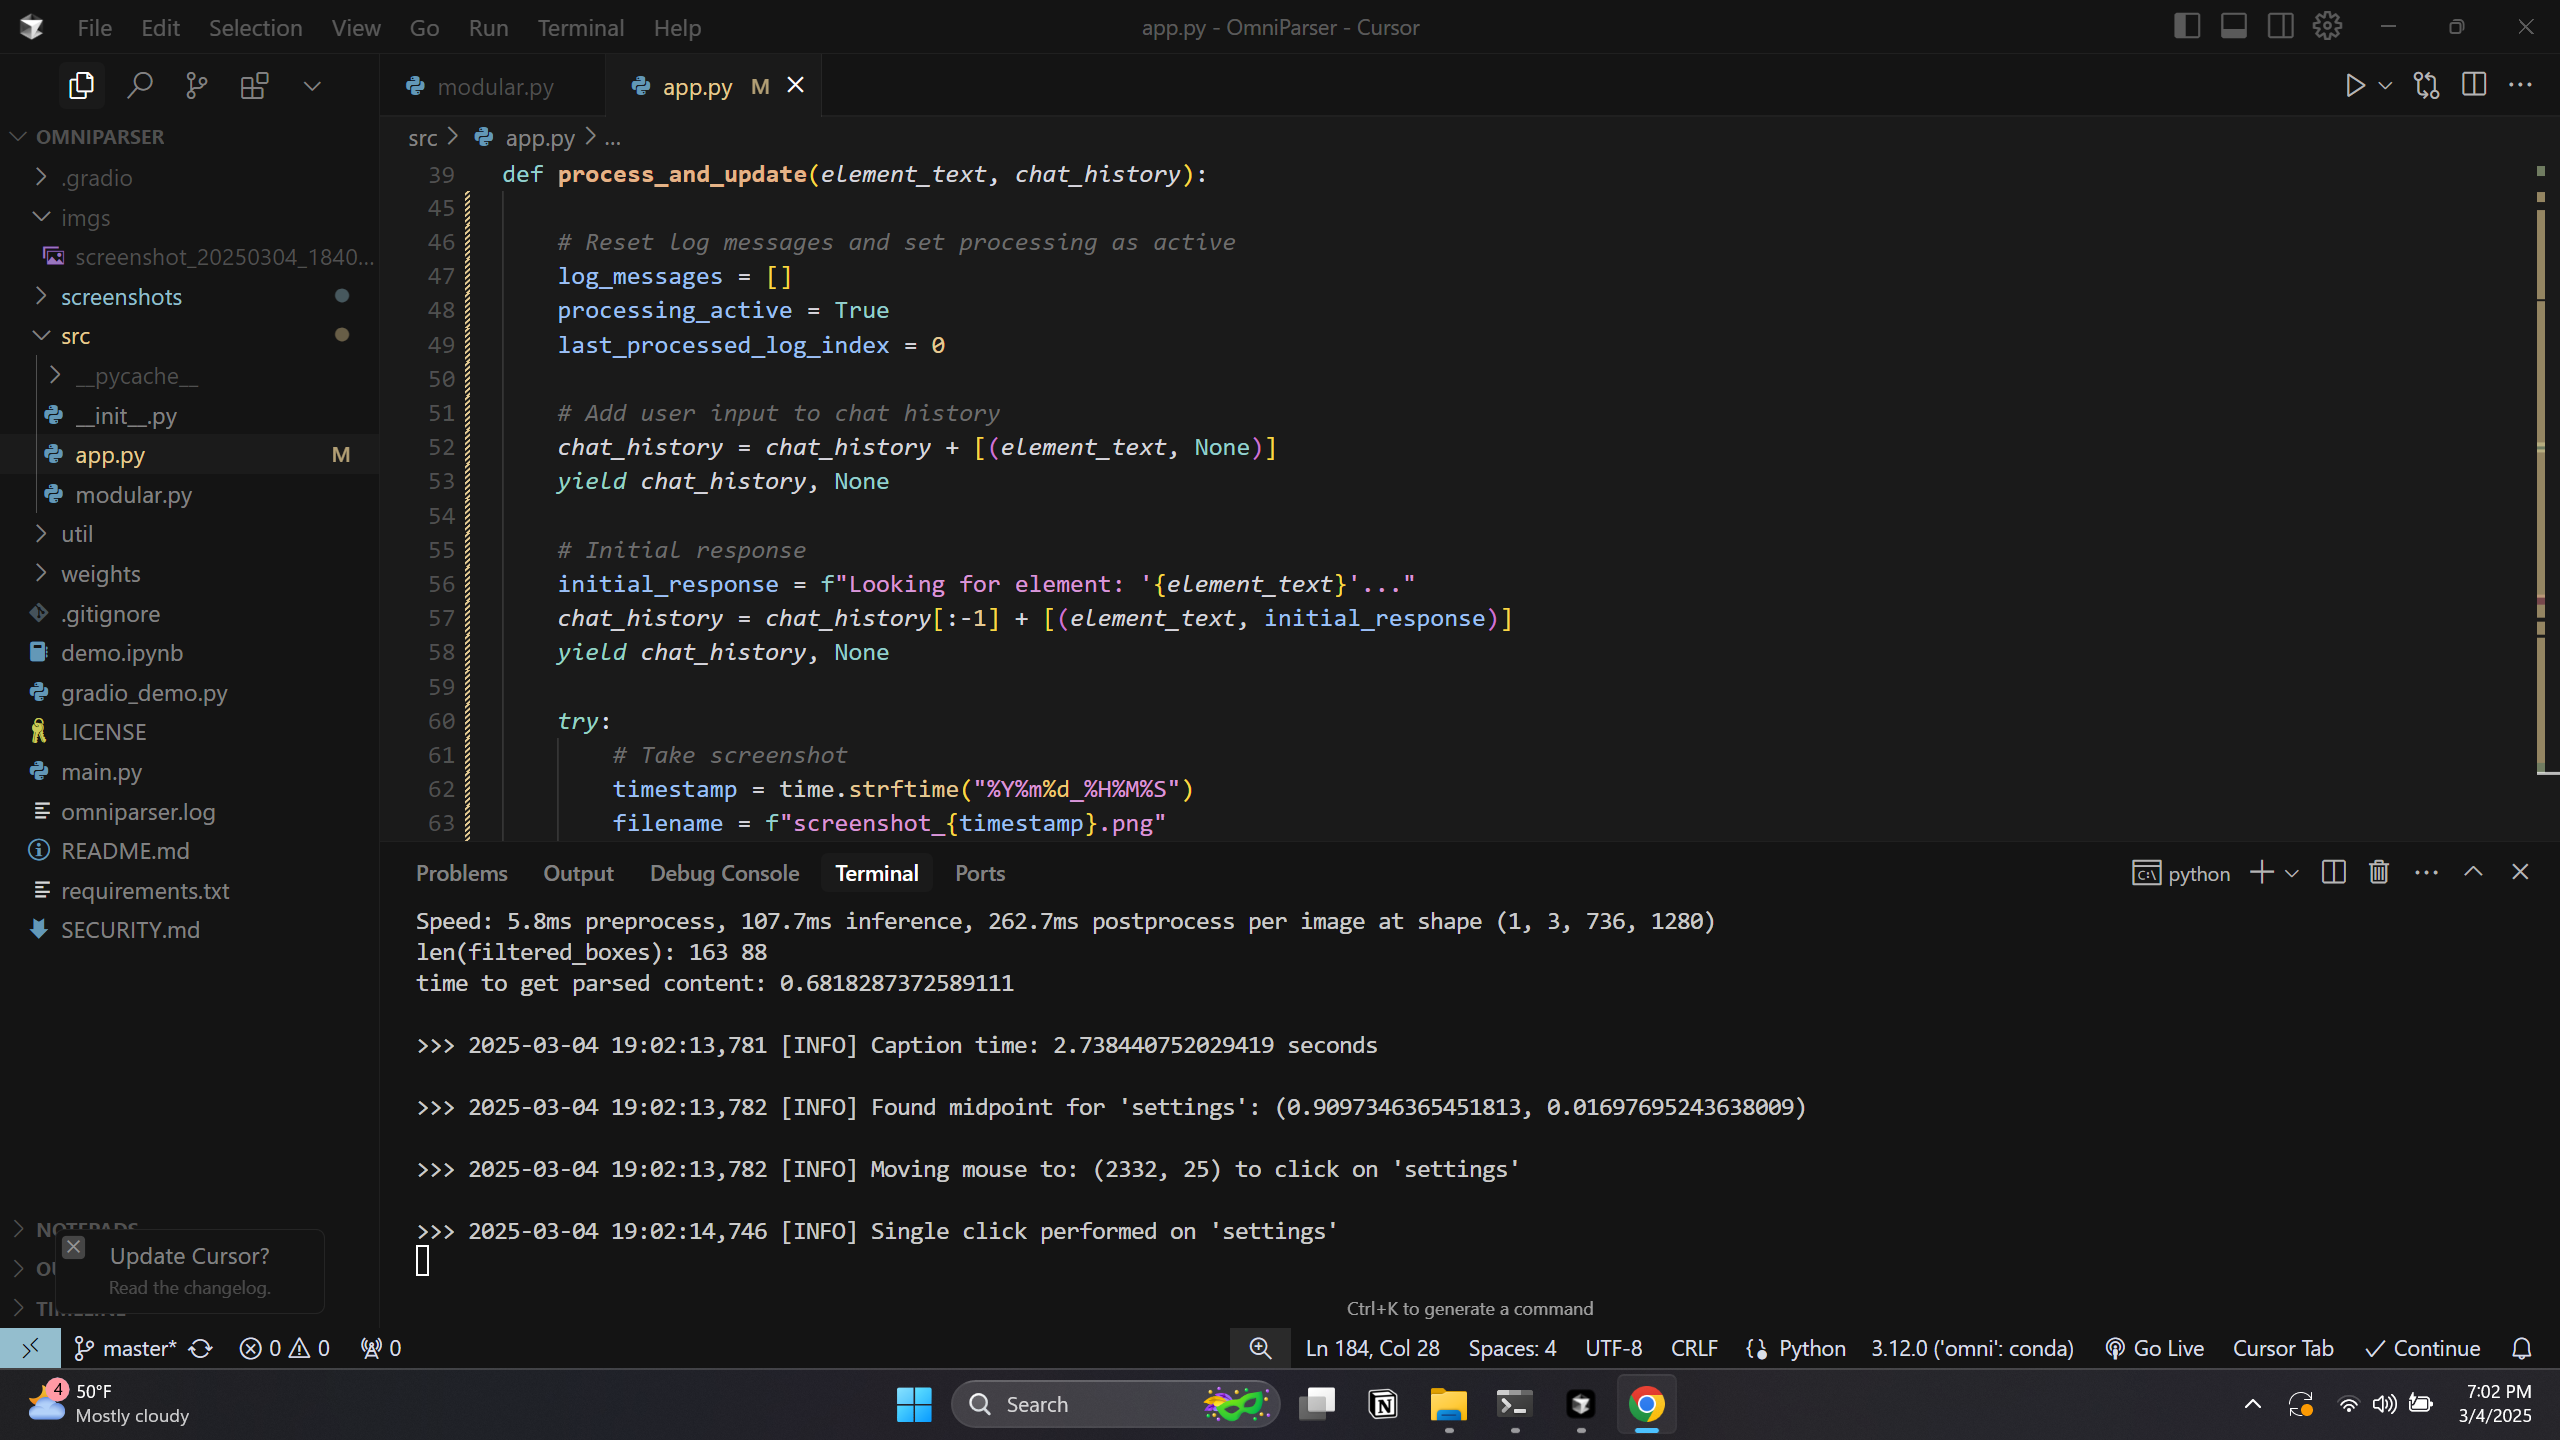 File Edit Selection View Go Run Terminal Help
app.py - OmniParser - Cursor
modular.py
app.py M
OMNIPARSER
.gradio
imgs
screenshot_20250304_1840...
screenshots
src
__pycache__
__init__.py
app.py M
modular.py
util
weights
.gitignore
demo.ipynb
gradio_demo.py
LICENSE
main.py
omniparser.log
README.md
requirements.txt
SECURITY.md
src > app.py > ...
39 def process_and_update(element_text, chat_history):
45
46 # Reset log messages and set processing as active
47 log_messages = []
48 processing_active = True
49 last_processed_log_index = 0
50
51 # Add user input to chat history
52 chat_history = chat_history + [(element_text, None)]
53 yield chat_history, None
54
55 # Initial response
56 initial_response = f"Looking for element: '{element_text}'..."
57 chat_history = chat_history[:-1] + [(element_text, initial_response)]
58 yield chat_history, None
59
60 try:
61 # Take screenshot
62 timestamp = time.strftime("%Y%m%d_%H%M%S")
63 filename = f"screenshot_{timestamp}.png"
Problems Output Debug Console Terminal Ports
python
Speed: 5.8ms preprocess, 107.7ms inference, 262.7ms postprocess per image at shape (1, 3, 736, 1280)
len(filtered_boxes): 163 88
time to get parsed content: 0.6818287372589111
>>> 2025-03-04 19:02:13,781 [INFO] Caption time: 2.738440752029419 seconds
>>> 2025-03-04 19:02:13,782 [INFO] Found midpoint for 'settings': (0.9097346365451813, 0.01697695243638009)
>>> 2025-03-04 19:02:13,782 [INFO] Moving mouse to: (2332, 25) to click on 'settings'
>>> 2025-03-04 19:02:14,746 [INFO] Single click performed on 'settings'
Ctrl+K to generate a command
Update Cursor?
Read the changelog.
master* 0 0 0
Ln 184, Col 28 Spaces: 4 UTF-8 CRLF Python 3.12.0 ('omni': conda) Go Live Cursor Tab Continue
4
50°F
Mostly cloudy
Search
7:02 PM
3/4/2025